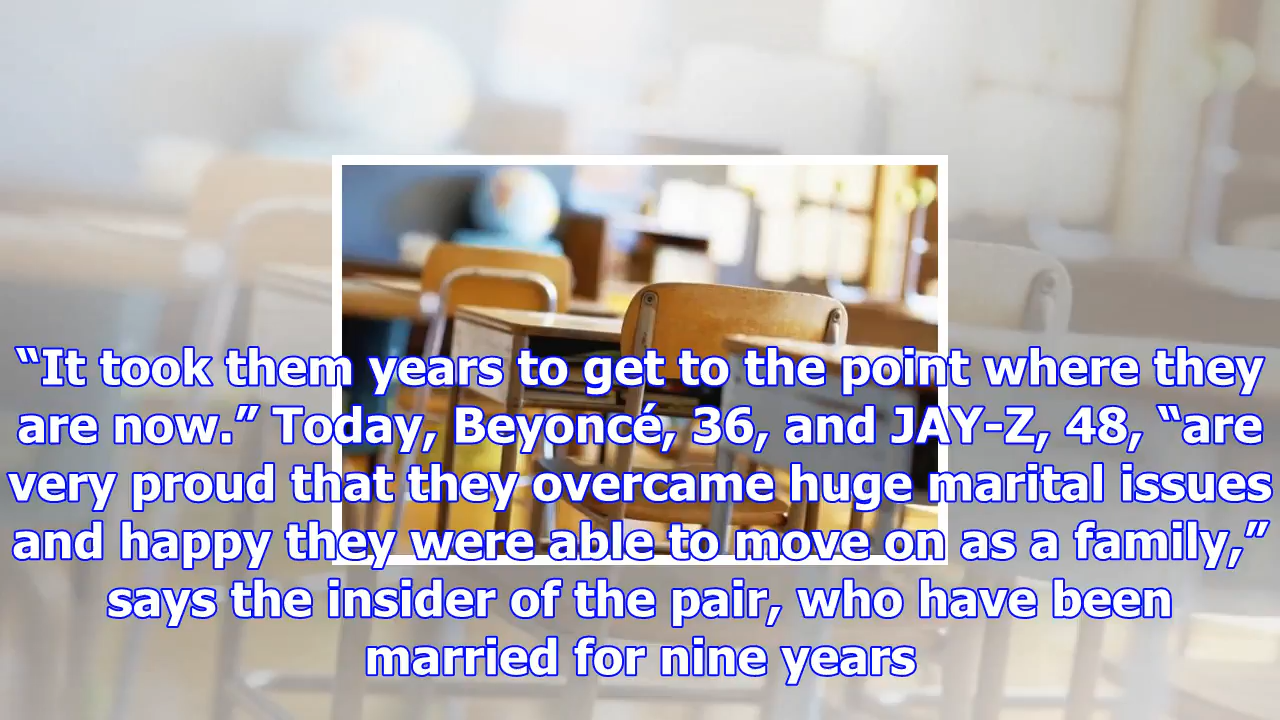 “It took them years to get to the point where they
are now.” Today, Beyoncé, 36, and JAY-Z, 48, “are
very proud that they overcame huge marital issues
and happy they were able to move on as a family,”
says the insider of the pair, who have been
married for nine years